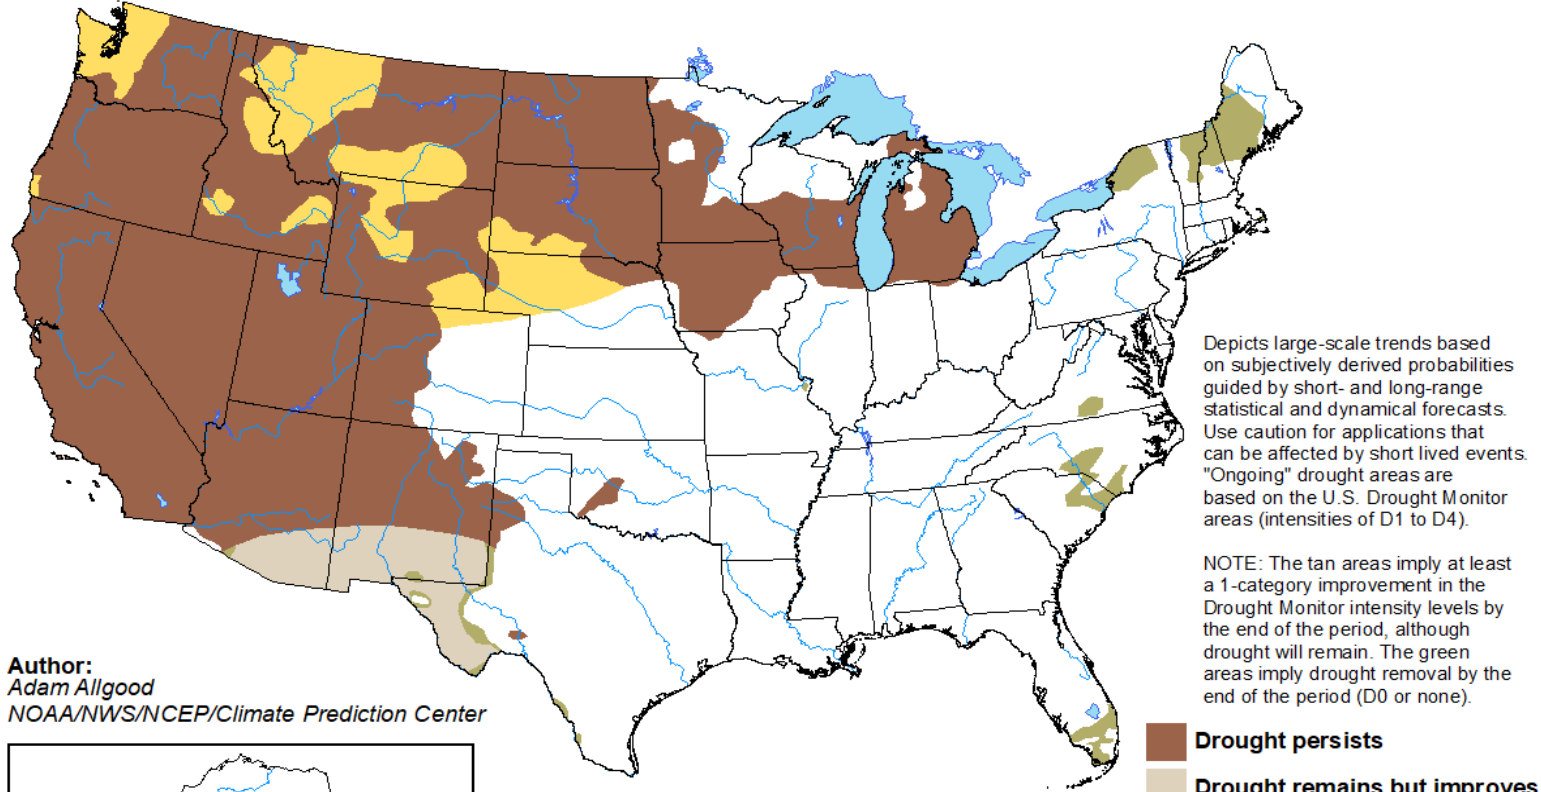 Depicts large-scale trends based
on subjectively derived probabilities
guided by short- and long-range
statistical and dynamical forecasts.
Use caution for applications that
can be affected by short lived events.
"Ongoing" drought areas are
based on the U.S. Drought Monitor
areas (intensities of D1 to D4).
NOTE: The tan areas imply at least
a 1-category improvement in the
Drought Monitor intensity levels by
the end of the period, although
drought will remain. The green
areas imply drought removal by the
end of the period (D0 or none).
Author:
Adam Allgood
NOAA/NWS/NCEP/Climate Prediction Center
Drought persists
Drought remains but improves